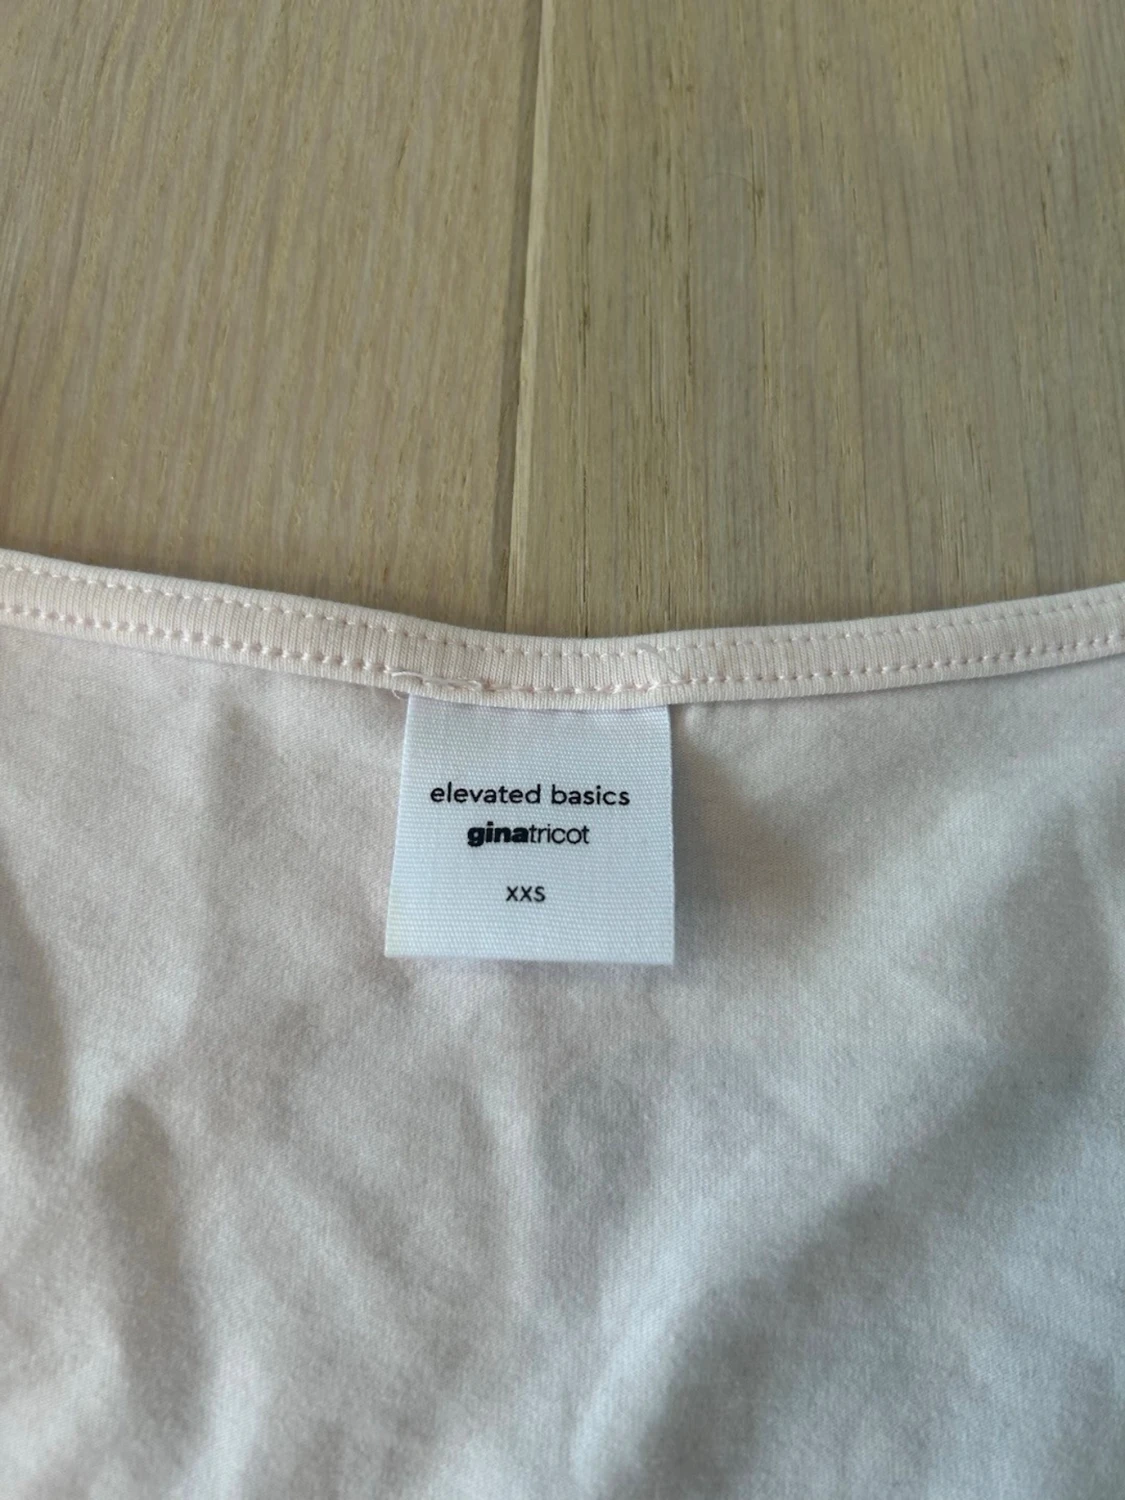 elevated basics
ginatricot
XXS